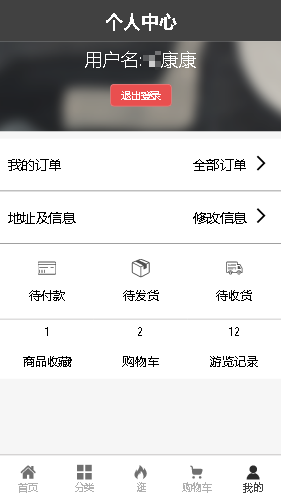 个人中心
用户名:康康
退出登录
我的订单 全部订单
地址及信息 修改信息
待付款 待发货 待收货
1 2 12
商品收藏 购物车 游览记录
首页 分类 逛 购物车 我的